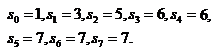 s₀ = 1, s₁ = 3, s₂ = 5, s₃ = 6, s₄ = 6,
s₅ = 7, s₆ = 7, s₇ = 7.